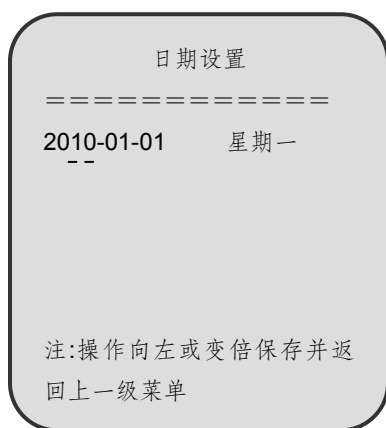 日期设置
============
2010-01-01 星期一
注:操作向左或变倍保存并返
回上一级菜单